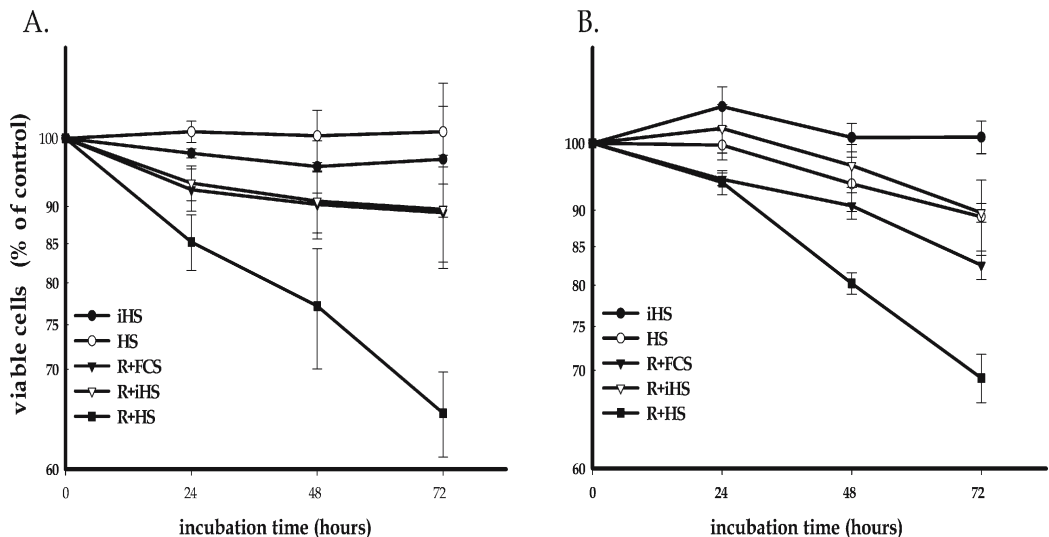 A.
viable cells (% of control)
100
90
85
80
75
70
60
iHS
HS
R+FCS
R+iHS
R+HS
0 24 48 72
incubation time (hours)
B.
100
90
85
80
75
70
60
iHS
HS
R+FCS
R+iHS
R+HS
0 24 48 72
incubation time (hours)